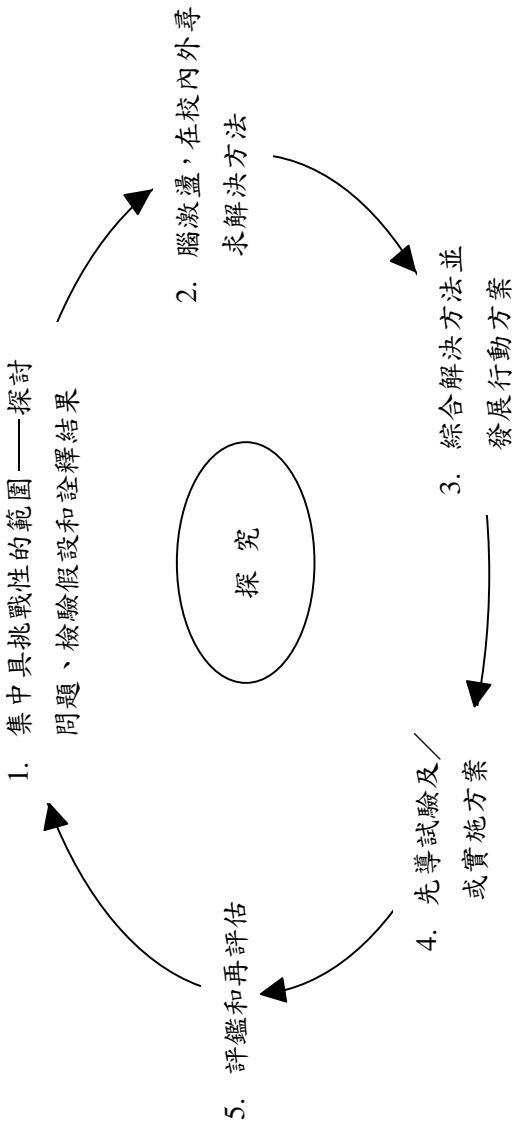 1. 集中具挑戰性的範圍——探討
問題、檢驗假設和詮釋結果
2. 腦激盪，在校內外尋
求解決方法
3. 綜合解決方法並
發展行動方案
4. 先導試驗及／
或實施方案
5. 評鑑和再評估
探究